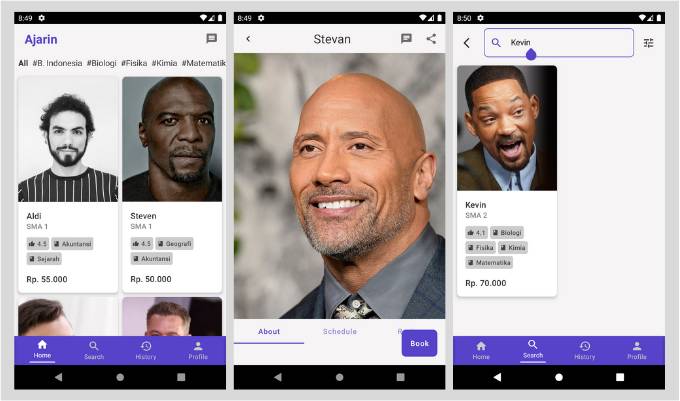 8:49
Ajarin
All #B. Indonesia #Biologi #Fisika #Kimia #Matematik
Aldi
SMA 1
4.5 Akuntansi
Sejarah
Rp. 55.000
Steven
SMA 1
4.5 Geografi
Akuntansi
Rp. 50.000
Home Search History Profile
8:49
Stevan
About Schedule R
Book
8:50
Kevin
Kevin
SMA 2
4.1 Biologi
Fisika Kimia
Matematika
Rp. 70.000
Home Search History Profile